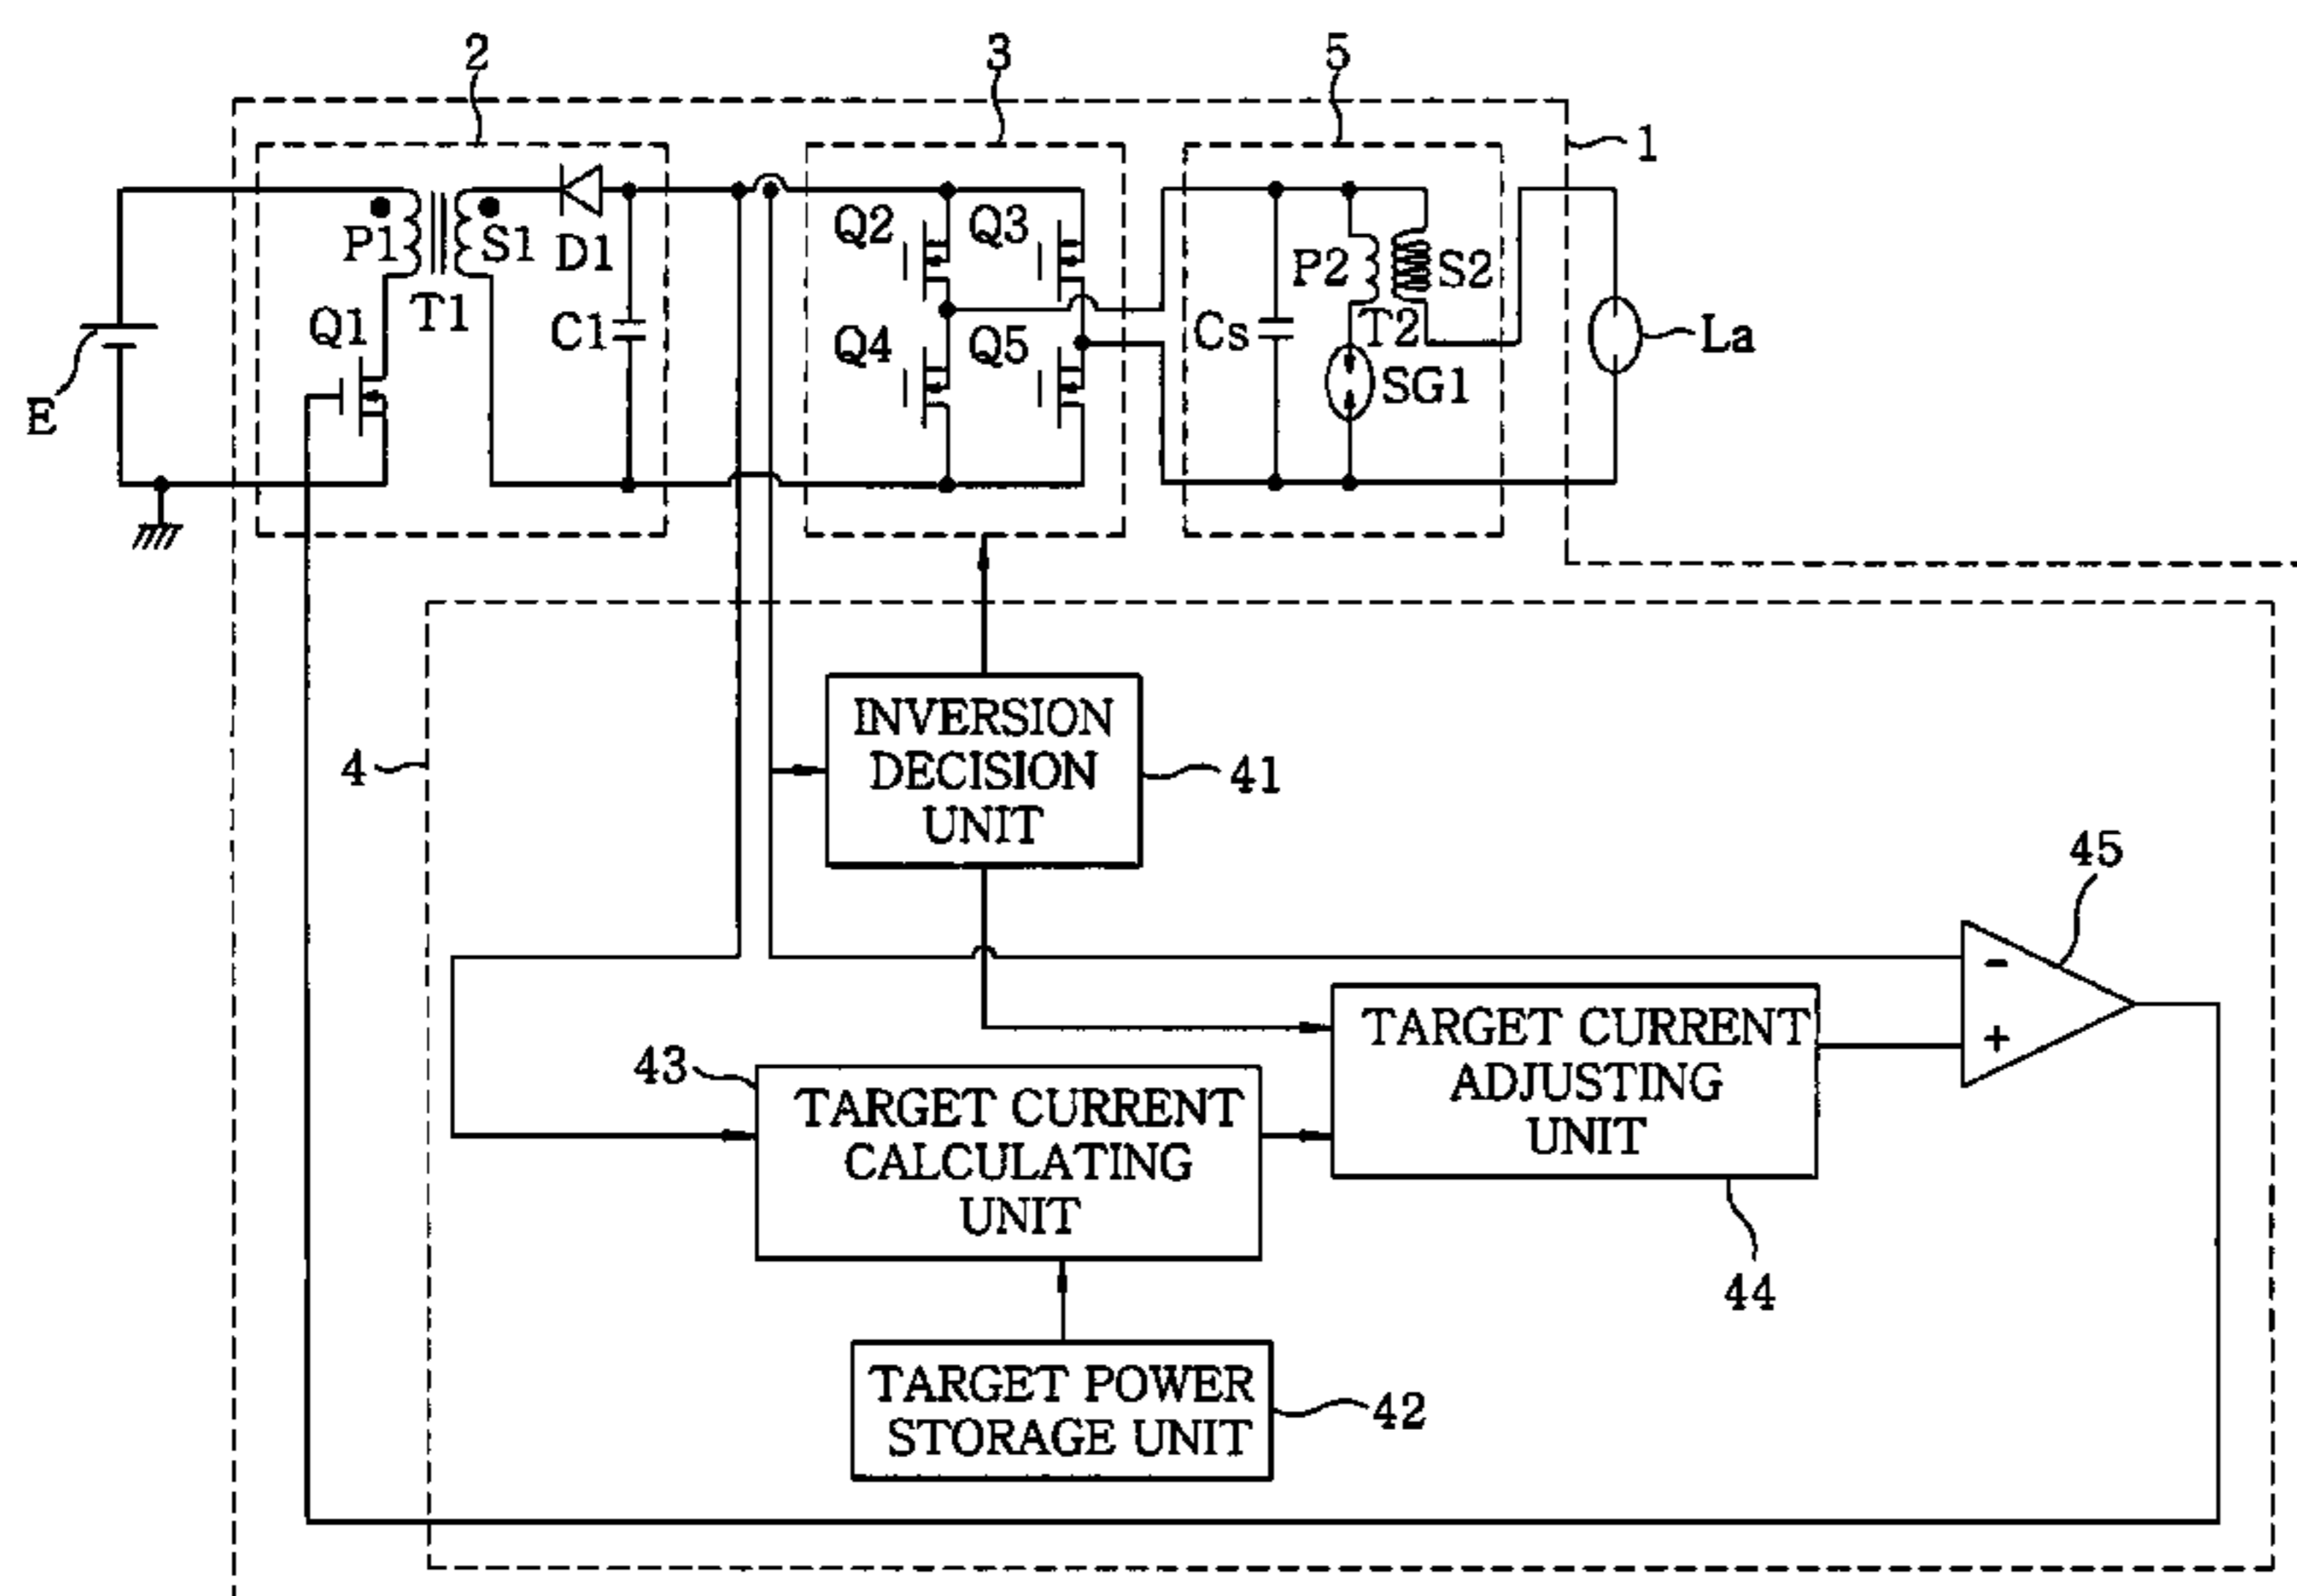 2
3
5
1
P1
S1
D1
Q2
Q3
P2
S2
Q1
T1
C1
Q4
Q5
Cs
T2
La
E
SG1
INVERSION
DECISION
UNIT
4
41
45
-
+
TARGET CURRENT
ADJUSTING
UNIT
43
TARGET CURRENT
CALCULATING
UNIT
44
TARGET POWER
STORAGE UNIT
42